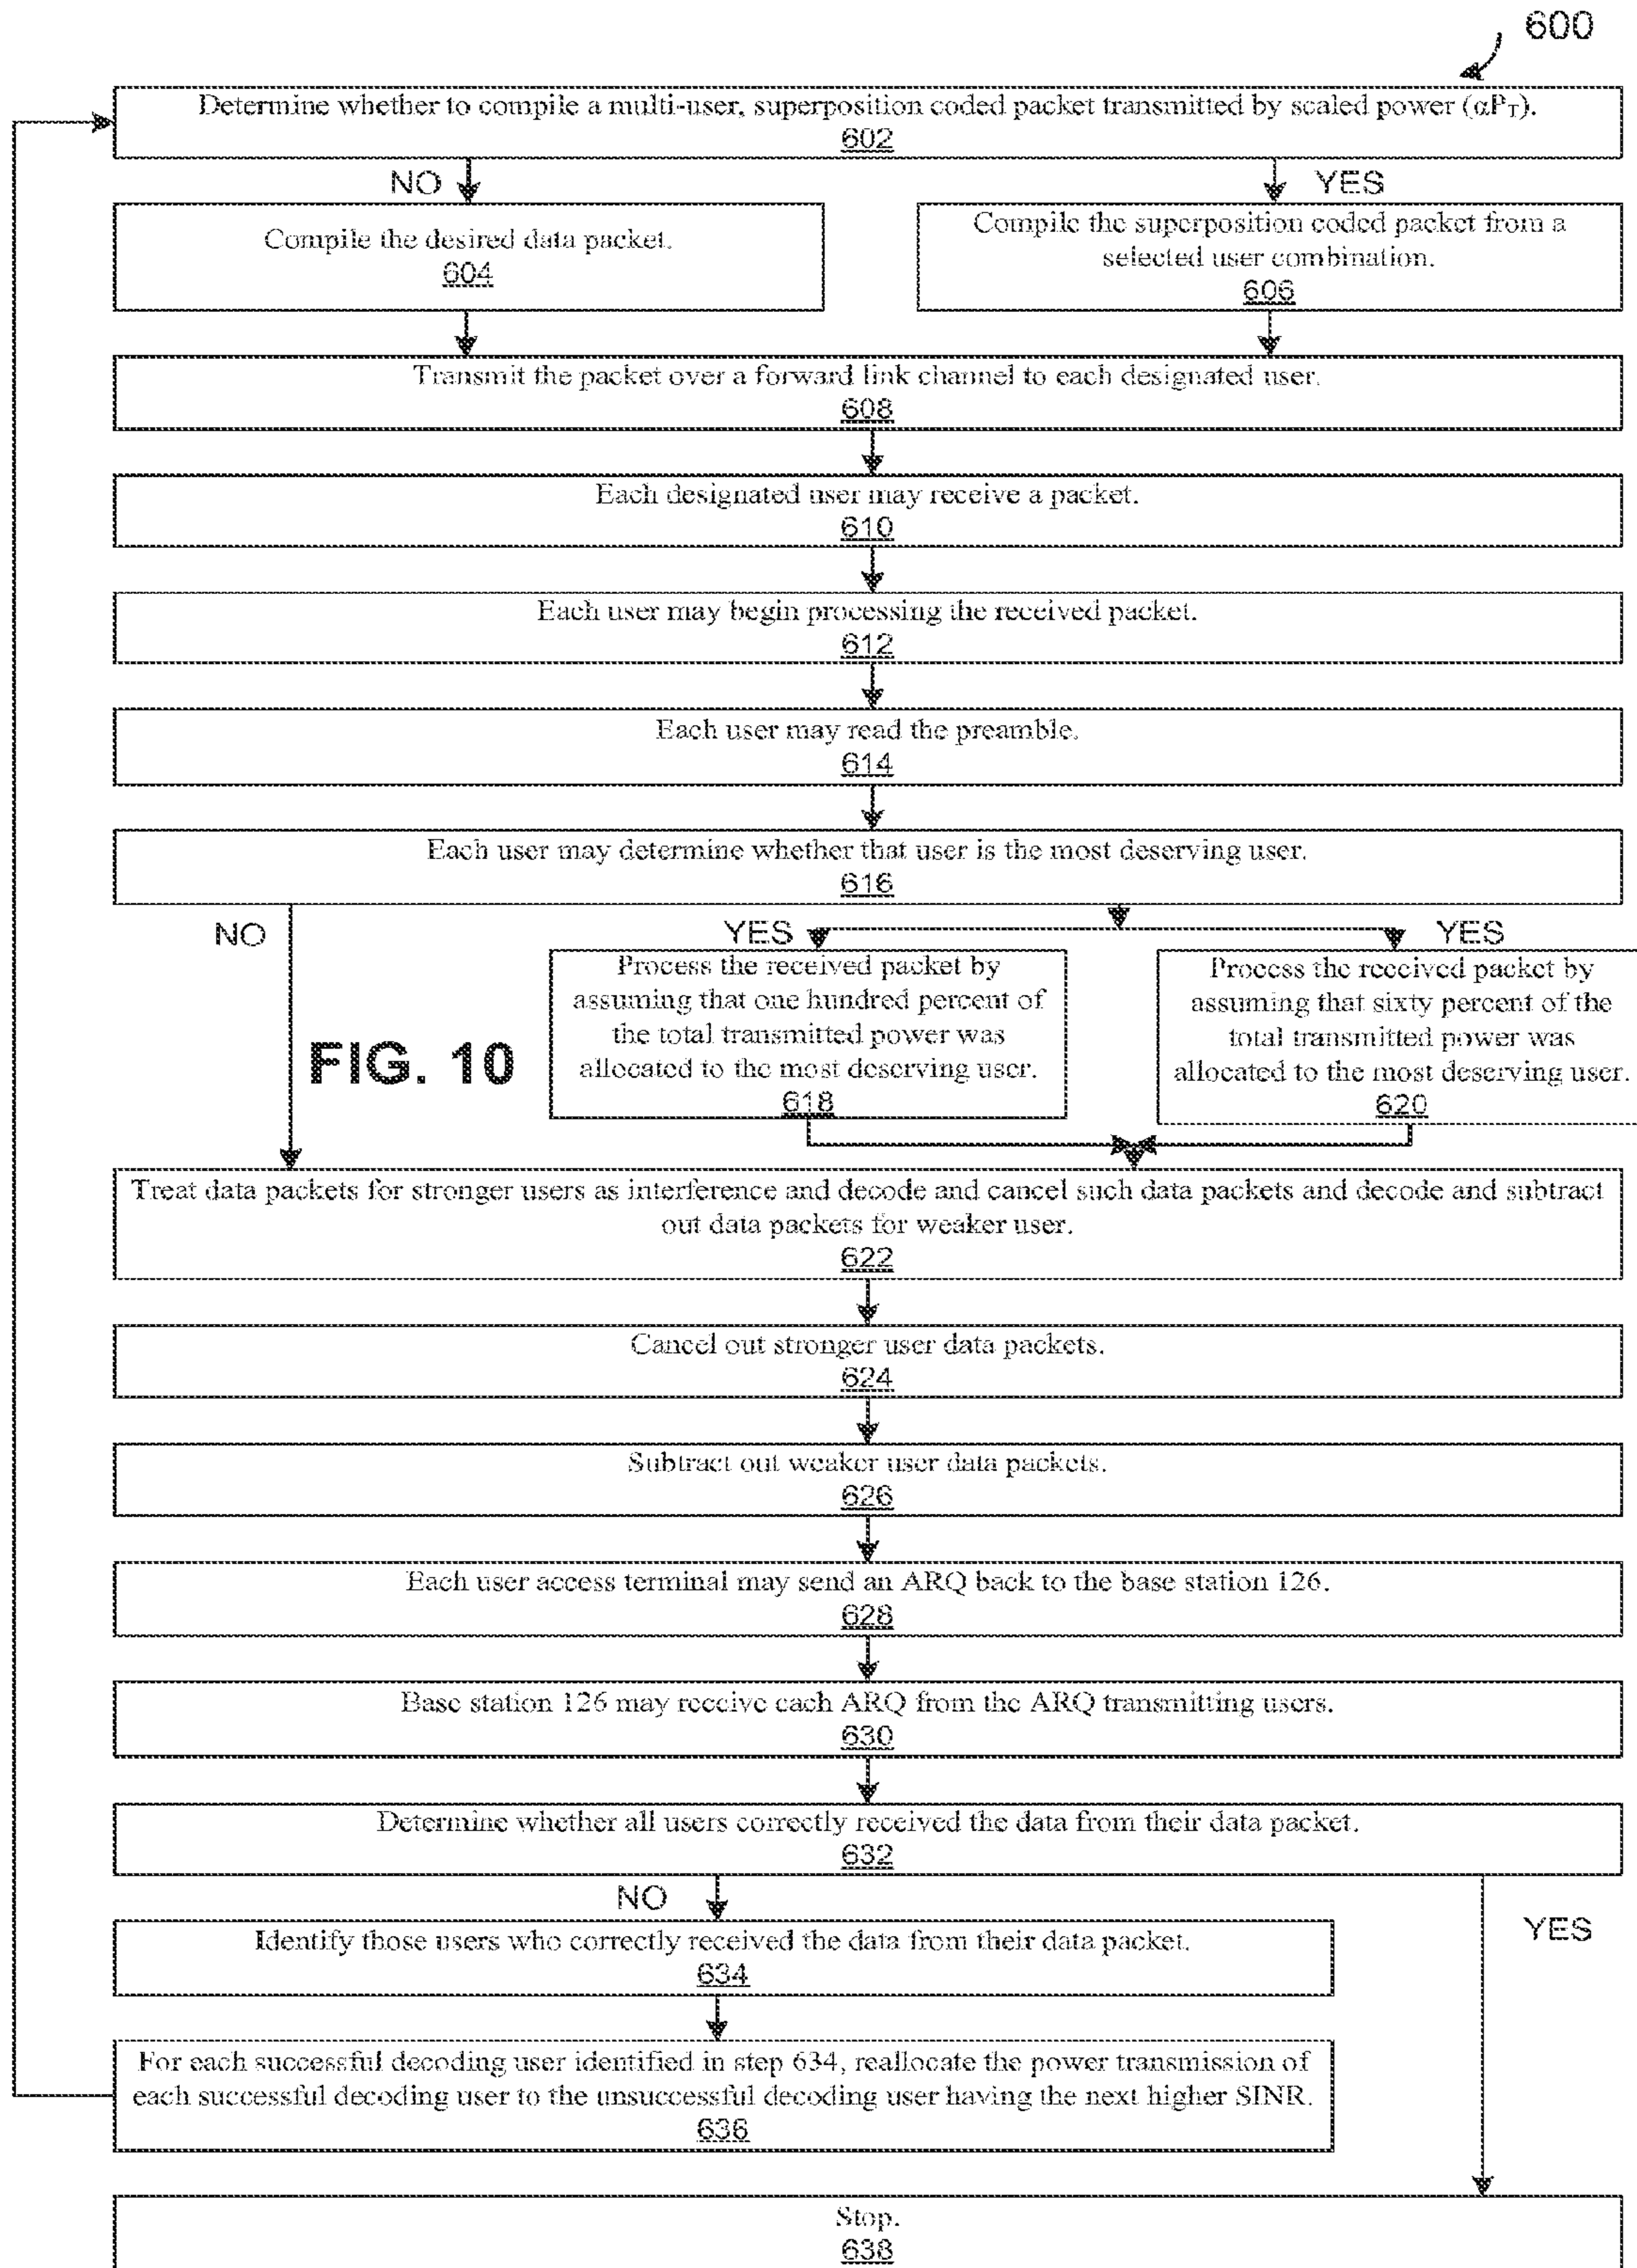 600
Determine whether to compile a multi-user, superposition coded packet transmitted by scaled power (αPT).
602
NO
YES
Compile the desired data packet.
604
Compile the superposition coded packet from a
selected user combination.
606
Transmit the packet over a forward link channel to each designated user.
608
Each designated user may receive a packet.
610
Each user may begin processing the received packet.
612
Each user may read the preamble.
614
Each user may determine whether that user is the most deserving user.
616
NO
YES
YES
Process the received packet by
assuming that one hundred percent of
the total transmitted power was
allocated to the most deserving user.
618
Process the received packet by
assuming that sixty percent of the
total transmitted power was
allocated to the most deserving user.
620
FIG. 10
Treat data packets for stronger users as interference and decode and cancel such data packets and decode and subtract
out data packets for weaker user.
622
Cancel out stronger user data packets.
624
Subtract out weaker user data packets.
626
Each user access terminal may send an ARQ back to the base station 126.
628
Base station 126 may receive each ARQ from the ARQ transmitting users.
630
Determine whether all users correctly received the data from their data packet.
632
NO
YES
Identify those users who correctly received the data from their data packet.
634
For each successful decoding user identified in step 634, reallocate the power transmission of
each successful decoding user to the unsuccessful decoding user having the next higher SINR.
636
Stop.
638